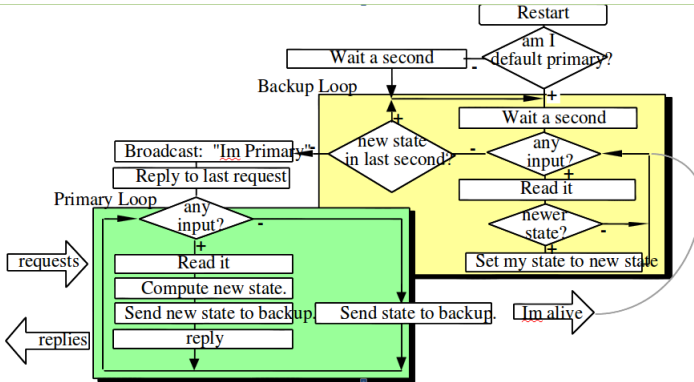 Restart
am I
default primary?
Wait a second
-
+
Backup Loop
Wait a second
+
new state
in last second?
-
-
any
input?
+
Broadcast: "Im Primary"
Reply to last request
Read it
Primary Loop
any
input?
-
+
newer
state?
-
+
requests
Read it
Set my state to new state
Compute new state.
Send new state to backup.
Send state to backup.
Im alive
replies
reply